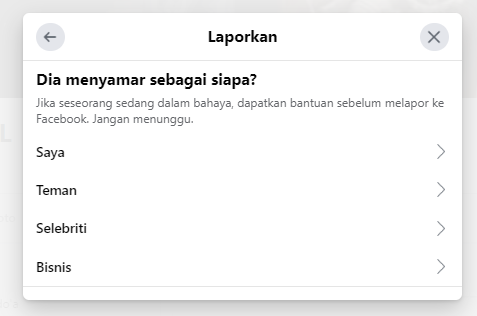 Laporkan
Dia menyamar sebagai siapa?
Jika seseorang sedang dalam bahaya, dapatkan bantuan sebelum melapor ke
Facebook. Jangan menunggu.
Saya
Teman
Selebriti
Bisnis